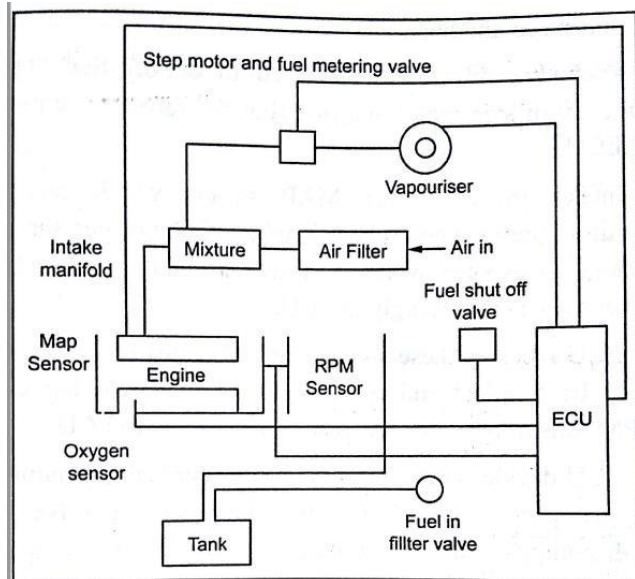 Step motor and fuel metering valve
Vapouriser
Intake
manifold
Mixture
Air Filter
Air in
Fuel shut off
valve
Map
Sensor
Engine
RPM
Sensor
ECU
Oxygen
sensor
Tank
Fuel in
fillter valve